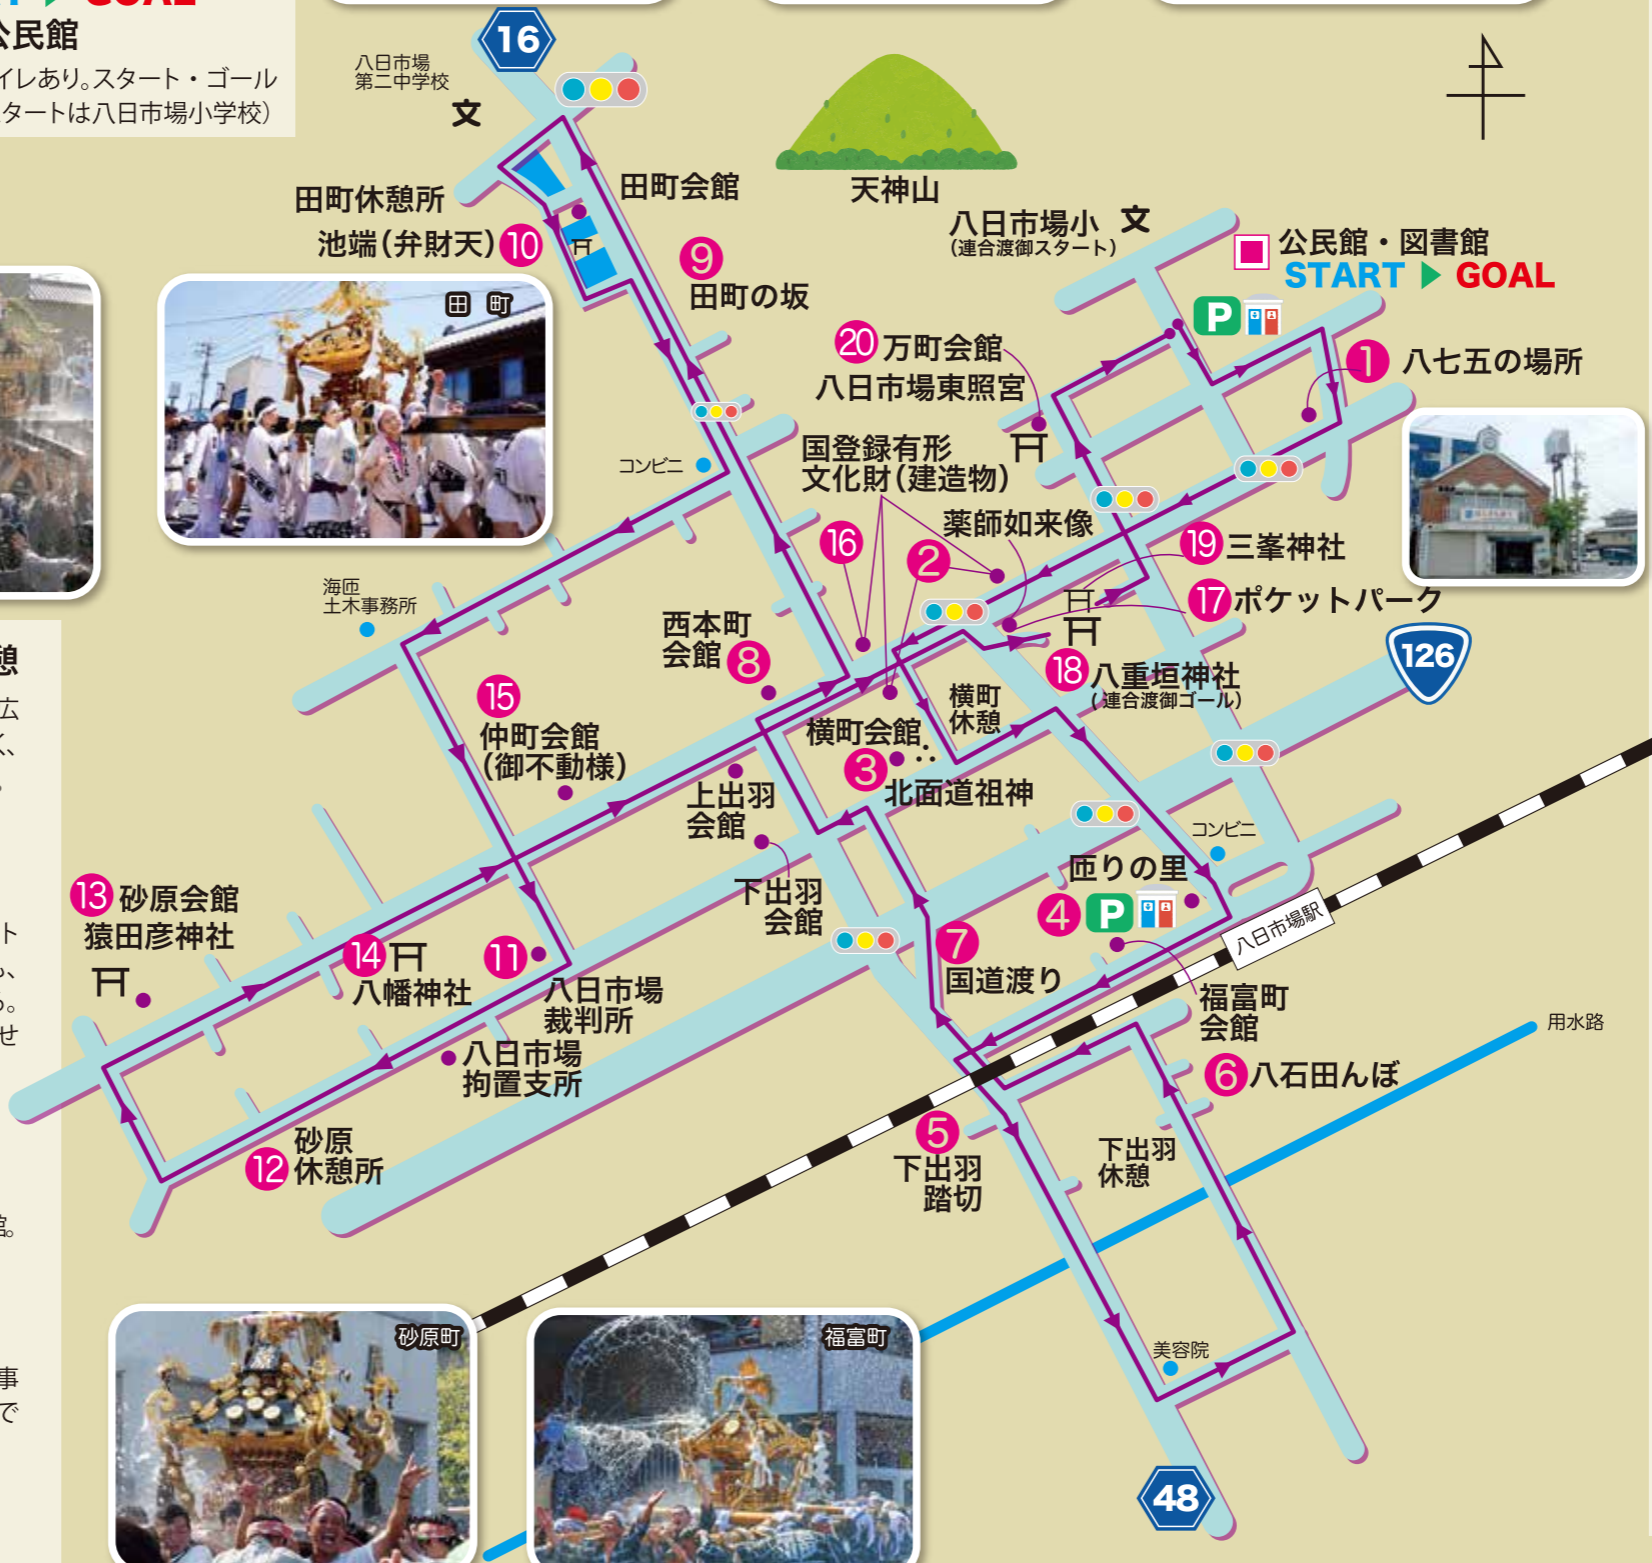 GOAL
公民館
イレあり。スタート・ゴール
タートは八日市場小学校）
16
八日市場
第二中学校
文
天神山
田町休憩所
池端（弁財天）⑩
田町会館
⑨
田町の坂
八日市場小
（連合渡御スタート）
文
公民館・図書館
START GOAL
P
① 八七五の場所
⑳ 万町会館
八日市場東照宮
田 町
コンビニ
国登録有形
文化財（建造物）
薬師如来像
⑯
②
⑲ 三峯神社
⑰ ポケットパーク
126
⑱ 八重垣神社
（連合渡御ゴール）
海匝
土木事務所
西本町
会館 ⑧
横町
休憩
⑮
仲町会館
（御不動様）
横町会館
③
北面道祖神
上出羽
会館
下出羽
会館
コンビニ
匝りの里
④ P
八日市場駅
⑬ 砂原会館
猿田彦神社
⑭
八幡神社
⑪
八日市場
裁判所
八日市場
拘置支所
⑦
国道渡り
福富町
会館
用水路
⑥ 八石田んぼ
⑫
砂原
休憩所
⑤
下出羽
踏切
下出羽
休憩
美容院
48
砂原町
福富町
憩
広
ト
せ
事
で